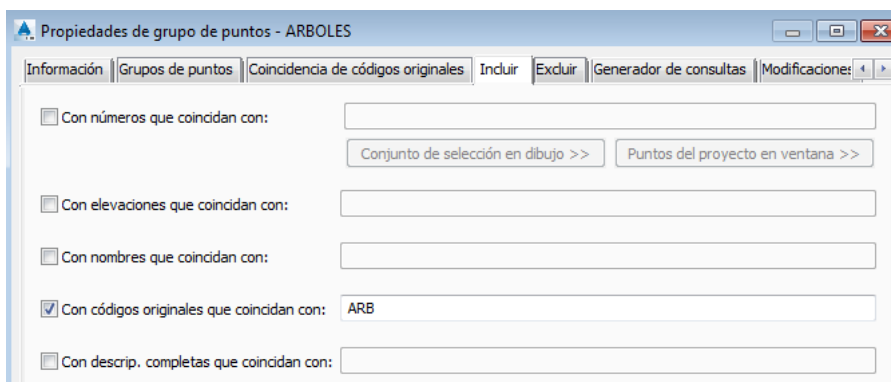 Propiedades de grupo de puntos - ARBOLES
Información Grupos de puntos Coincidencia de códigos originales Incluir Excluir Generador de consultas Modificaciones
Con números que coincidan con:
Conjunto de selección en dibujo >> Puntos del proyecto en ventana >>
Con elevaciones que coincidan con:
Con nombres que coincidan con:
Con códigos originales que coincidan con: ARB
Con descrip. completas que coincidan con: